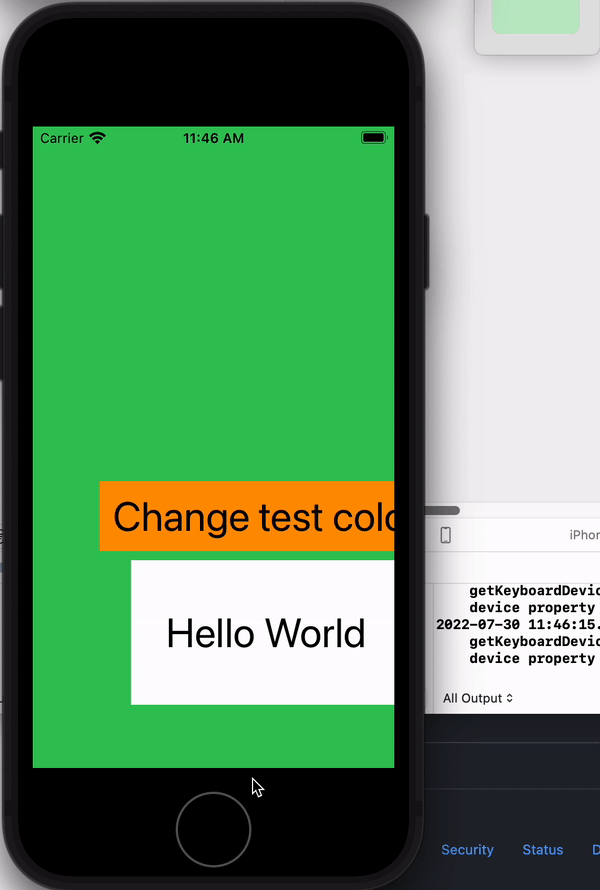 Carrier 11:46 AM
Change test colo
Hello World
iPhor
getKeyboardDevic
device property
2022-07-30 11:46:15.
getKeyboardDevic
device property
All Output
Security Status D